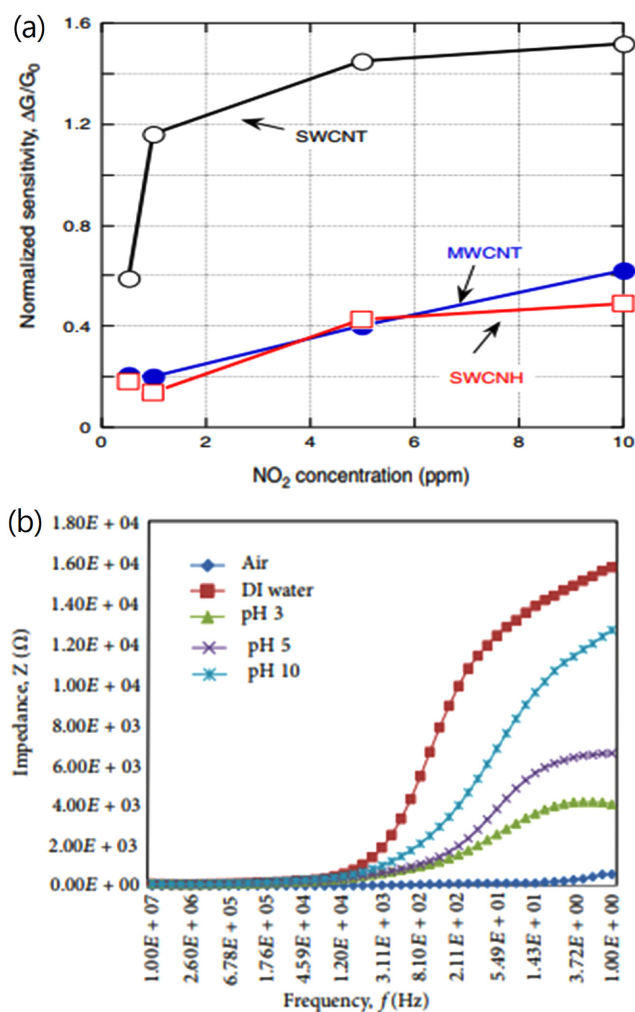 (a)
1.6
1.2
0.8
0.4
0
Normalized sensitivity, ΔG/G₀
SWCNT
MWCNT
SWCNH
0 2 4 6 8 10
NO₂ concentration (ppm)
(b)
1.80E + 04
1.60E + 04
1.40E + 04
1.20E + 04
1.00E + 04
8.00E + 03
6.00E + 03
4.00E + 03
2.00E + 03
0.00E + 00
Impedance, Z (Ω)
Air
DI water
pH 3
pH 5
pH 10
1.00E + 07
2.60E + 06
6.78E + 05
1.76E + 05
4.59E + 04
1.20E + 04
3.11E + 03
8.10E + 02
2.11E + 02
5.49E + 01
1.43E + 01
3.72E + 00
1.00E + 00
Frequency, f (Hz)